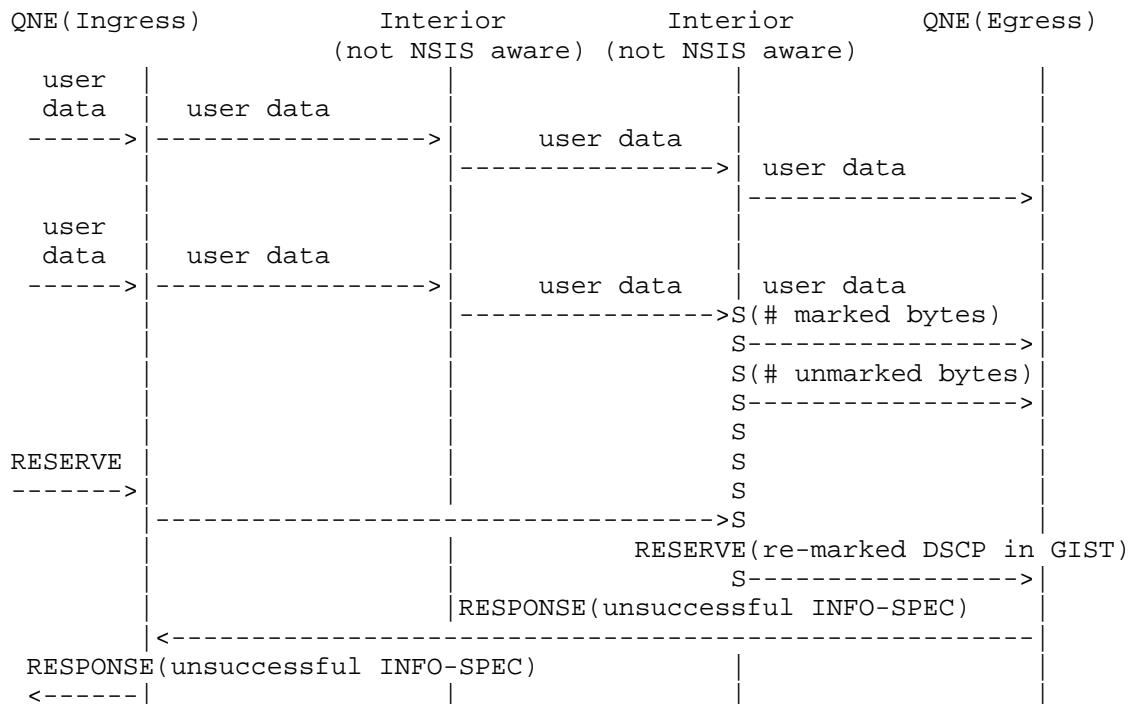 QNE(Ingress) Interior Interior QNE(Egress)
(not NSIS aware) (not NSIS aware)
user
data user data
user data
user data
user
data user data
user data user data
S(# marked bytes)
S
S(# unmarked bytes)
S
S
RESERVE S
S
S
RESERVE(re-marked DSCP in GIST)
S
RESPONSE(unsuccessful INFO-SPEC)
RESPONSE(unsuccessful INFO-SPEC)